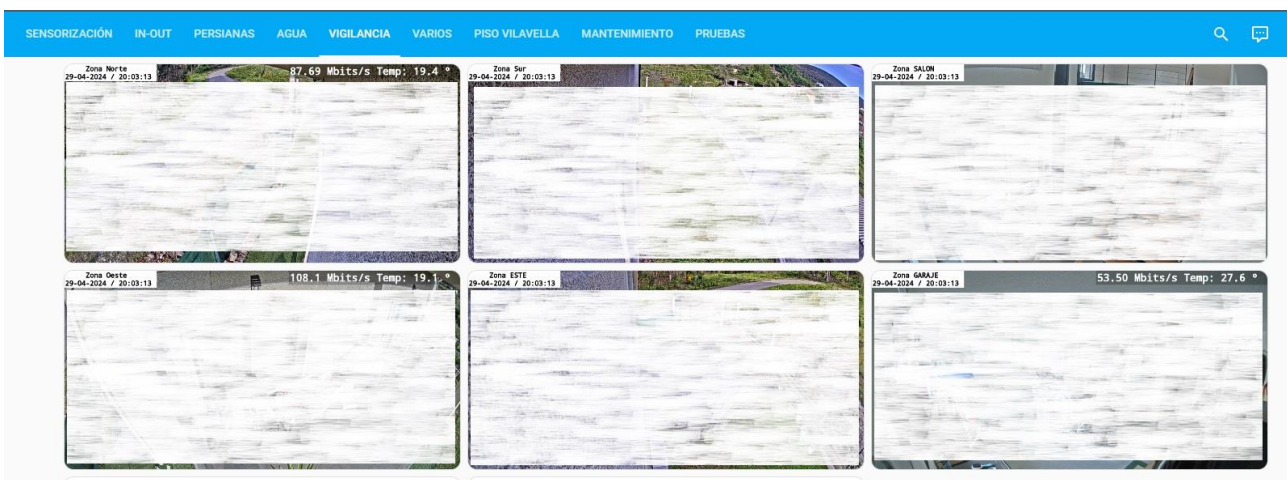 SENSORIZACIÓN IN-OUT PERSIANAS AGUA VIGILANCIA VARIOS PISO VILAVELLA MANTENIMIENTO PRUEBAS
Zona Norte
29-04-2024 / 20:03:13
87.69 Mbits/s Temp: 19.4 º
Zona Sur
29-04-2024 / 20:03:13
Zona SALON
29-04-2024 / 20:03:13
Zona Oeste
29-04-2024 / 20:03:13
108.1 Mbits/s Temp: 19.1 º
Zona ESTE
29-04-2024 / 20:03:13
Zona GARAJE
29-04-2024 / 20:03:13
53.50 Mbits/s Temp: 27.6 º